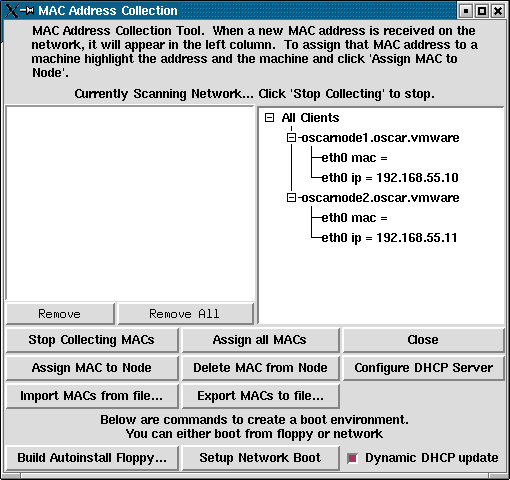 MAC Address Collection
MAC Address Collection Tool.  When a new MAC address is received on the
network, it will appear in the left column.  To assign that MAC address to a
machine highlight the address and the machine and click 'Assign MAC to
Node'.
Currently Scanning Network... Click 'Stop Collecting' to stop.
All Clients
oscarnode1.oscar.vmware
eth0 mac =
eth0 ip = 192.168.55.10
oscarnode2.oscar.vmware
eth0 mac =
eth0 ip = 192.168.55.11
Remove
Remove All
Stop Collecting MACs
Assign all MACs
Close
Assign MAC to Node
Delete MAC from Node
Configure DHCP Server
Import MACs from file...
Export MACs to file...
Below are commands to create a boot environment.
You can either boot from floppy or network
Build Autoinstall Floppy...
Setup Network Boot
Dynamic DHCP update